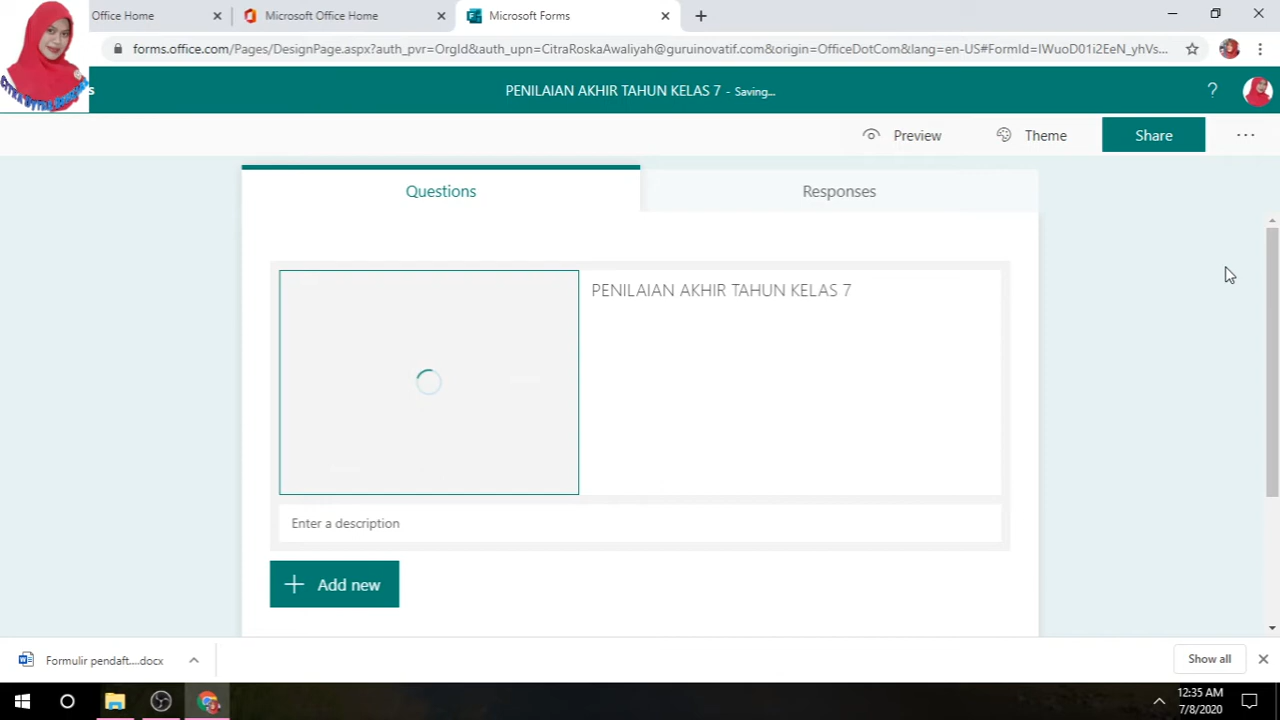 Office Home
Microsoft Office Home
Microsoft Forms
forms.office.com/Pages/DesignPage.aspx?auth_pvr=OrgId&auth_upn=CitraRoskaAwaliyah@guruinovatif.com&origin=OfficeDotCom&lang=en-US#FormId=IWuoD01i2EeN_yhVs...
s
PENILAIAN AKHIR TAHUN KELAS 7 - Saving...
?
Preview
Theme
Share
Questions
Responses
PENILAIAN AKHIR TAHUN KELAS 7
Enter a description
Add new
Formulir pendaft....docx
Show all
12:35 AM
7/8/2020